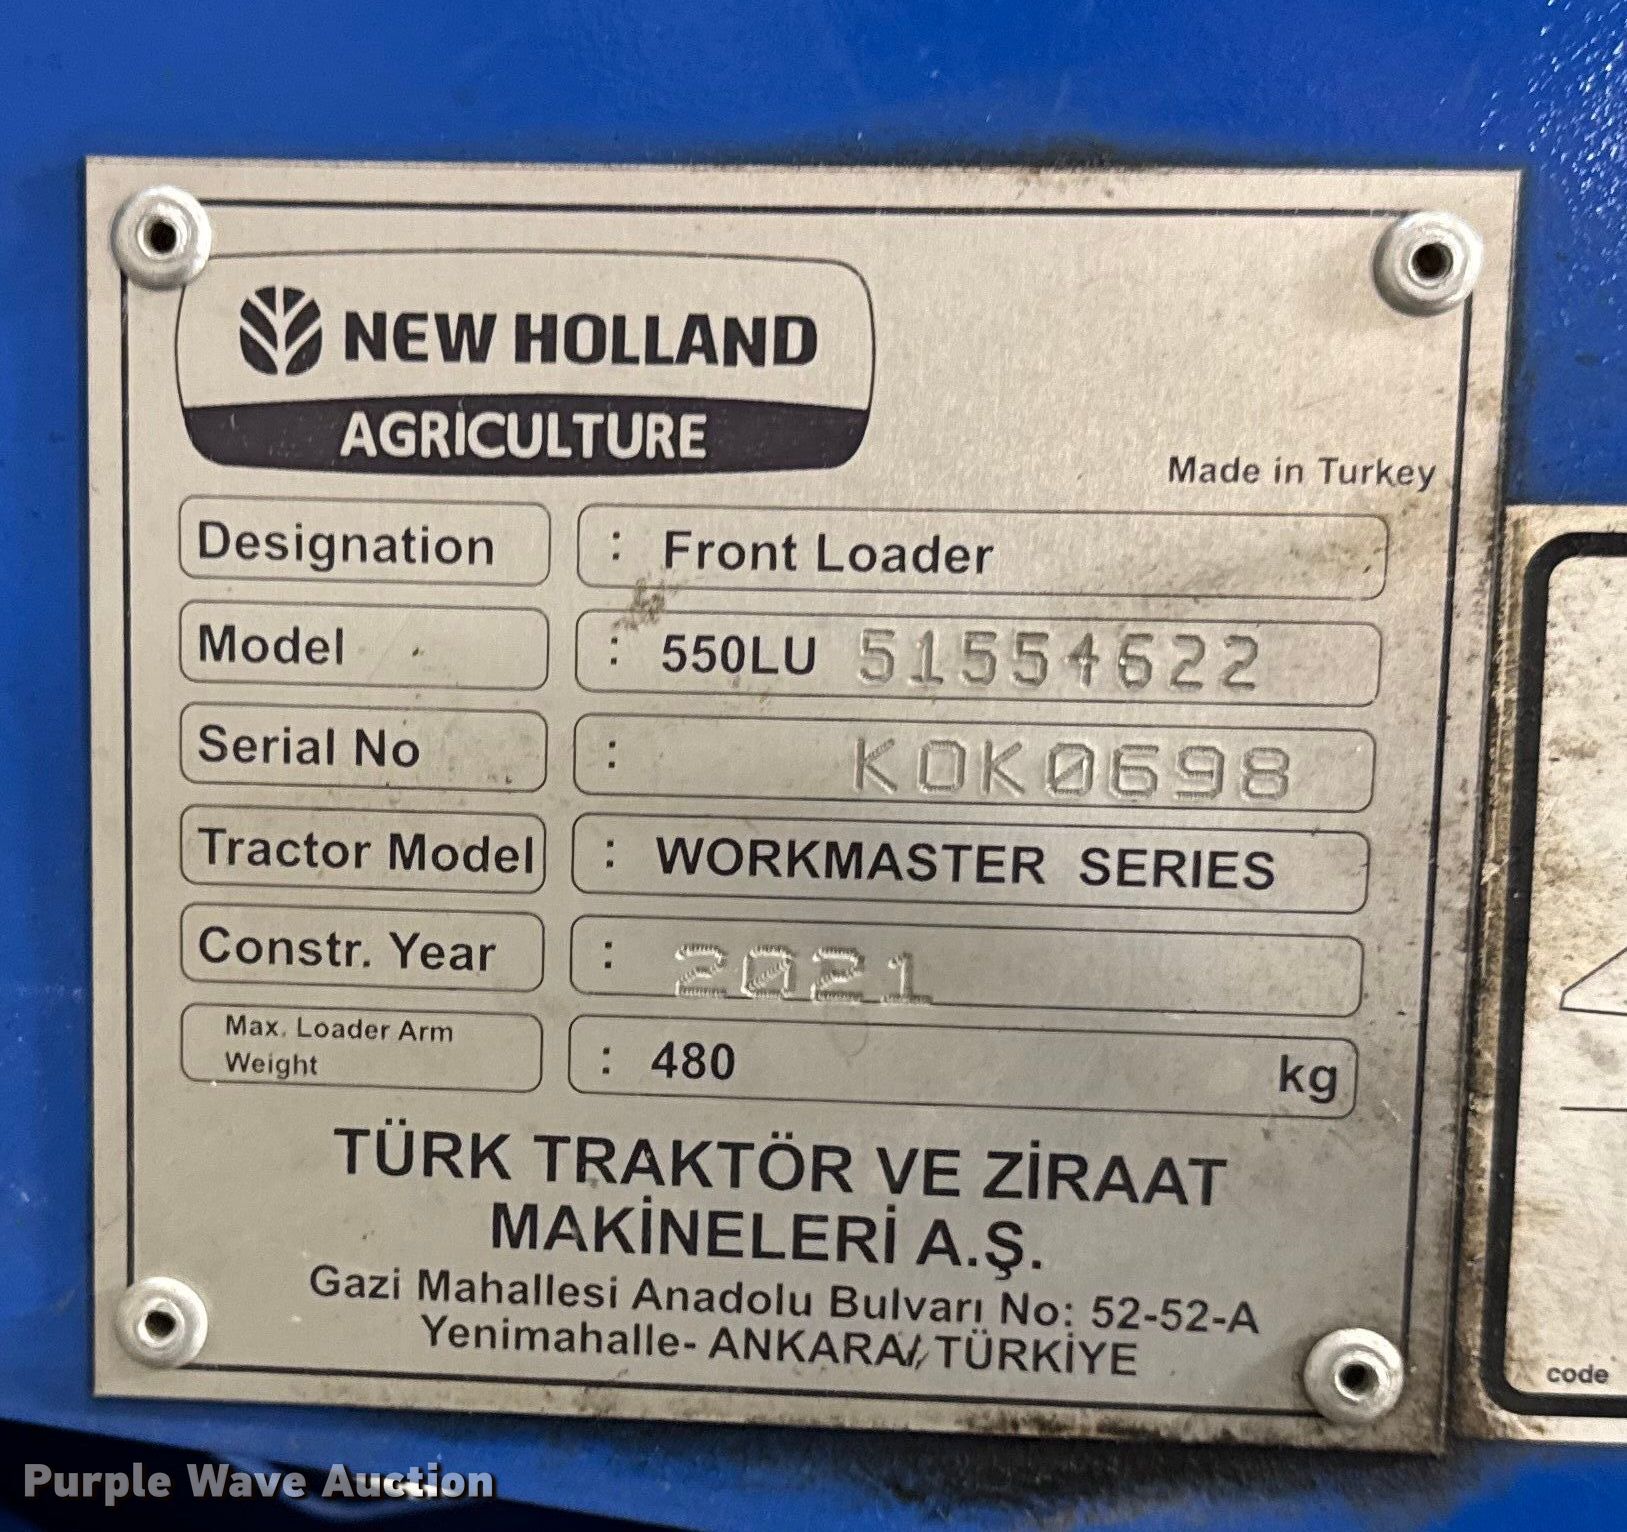 NEW HOLLAND
AGRICULTURE
Made in Turkey
Designation : Front Loader
Model : 550LU 51554622
Serial No : KOK0698
Tractor Model : WORKMASTER SERIES
Constr. Year : 2021
Max. Loader Arm
Weight : 480 kg
TÜRK TRAKTÖR VE ZİRAAT
MAKİNELERİ A.Ş.
Gazi Mahallesi Anadolu Bulvarı No: 52-52-A
Yenimahalle- ANKARA/ TÜRKİYE
code
Purple Wave Auction